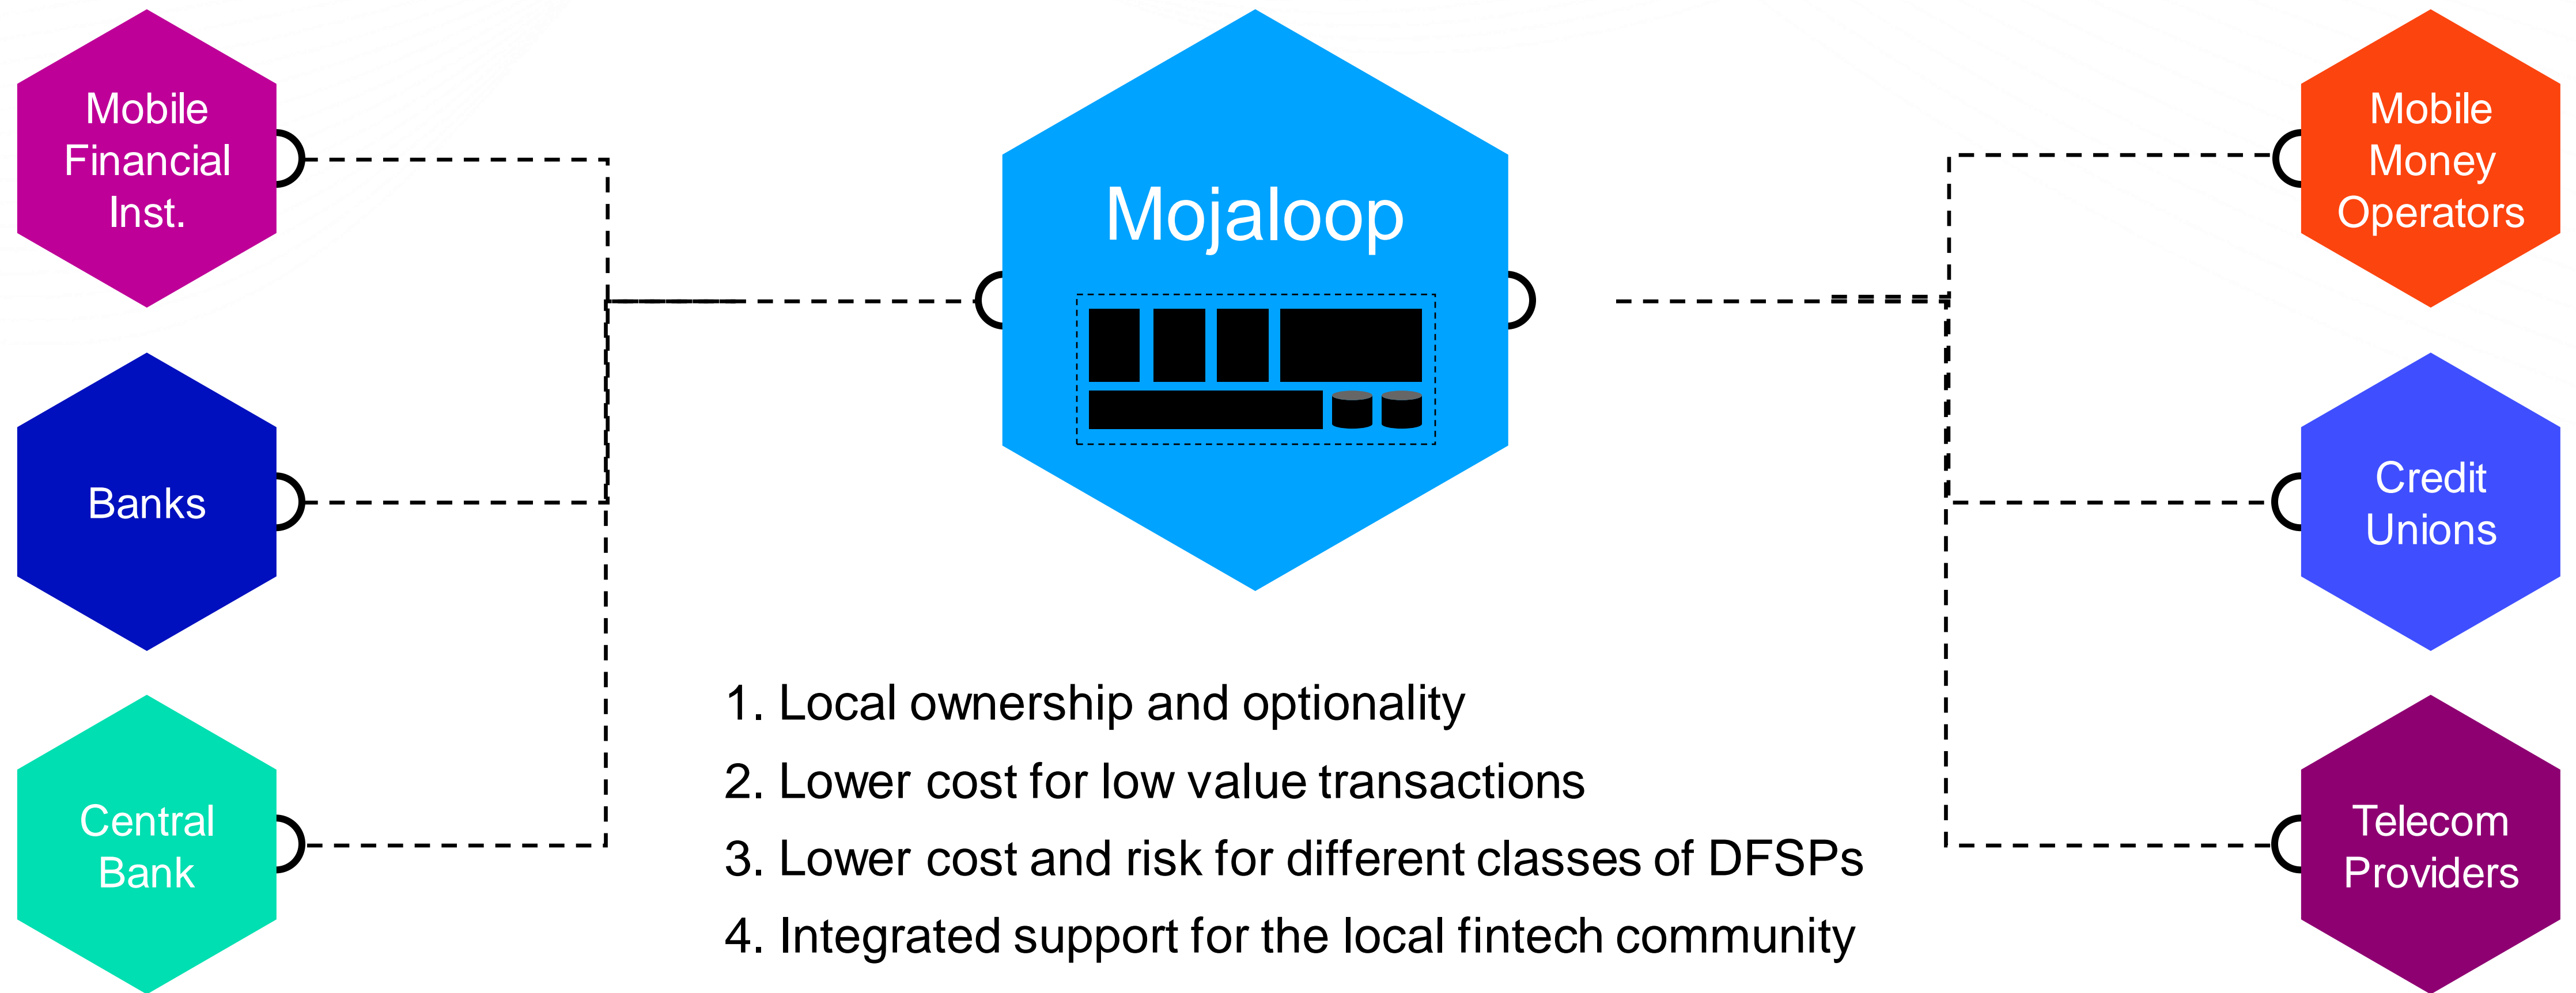 Mobile
Financial
Inst.
Banks
Central
Bank
Mojaloop
1. Local ownership and optionality
2. Lower cost for low value transactions
3. Lower cost and risk for different classes of DFSPs
4. Integrated support for the local fintech community
Mobile
Money
Operators
Credit
Unions
Telecom
Providers